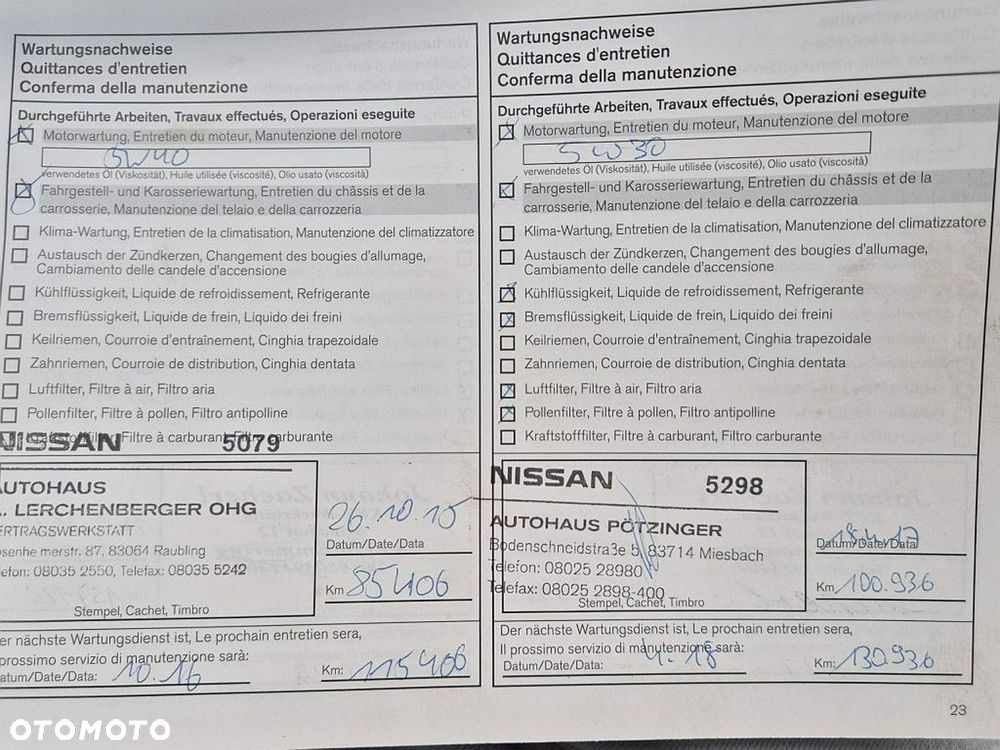 Wartungsnachweise
Quittances d'entretien
Conferma della manutenzione
Durchgeführte Arbeiten, Travaux effectués, Operazioni eseguite
Motorwartung, Entretien du moteur, Manutenzione del motore
5W40
verwendetes Öl (Viskosität), Huile utilisée (viscosité), Olio usato (viscosità)
Fahrgestell- und Karosseriewartung, Entretien du châssis et de la
carrosserie, Manutenzione del telaio e della carrozzeria
Klima-Wartung, Entretien de la climatisation, Manutenzione del climatizzatore
Austausch der Zündkerzen, Changement des bougies d'allumage,
Cambiamento delle candele d'accensione
Kühlflüssigkeit, Liquide de refroidissement, Refrigerante
Bremsflüssigkeit, Liquide de frein, Liquido dei freini
Keilriemen, Courroie d'entraînement, Cinghia trapezoidale
Zahnriemen, Courroie de distribution, Cinghia dentata
Luftfilter, Filtre à air, Filtro aria
Pollenfilter, Filtre à pollen, Filtro antipolline
Kraftstofffilter, Filtre à carburant, Filtro carburante
NISSAN 5079
AUTOHAUS
. LERCHENBERGER OHG
ERTRAGSWERKSTATT
senhe merstr. 87, 83064 Raubling
efon: 08035 2550, Telefax: 08035 5242
Stempel, Cachet, Timbro
26.10.15
Datum/Date/Data
Km 85406
er nächste Wartungsdienst ist, Le prochain entretien sera,
prossimo servizio di manutenzione sarà:
atum/Date/Data: 10.16
Km: 115406
Wartungsnachweise
Quittances d'entretien
Conferma della manutenzione
Durchgeführte Arbeiten, Travaux effectués, Operazioni eseguite
Motorwartung, Entretien du moteur, Manutenzione del motore
5W30
verwendetes Öl (Viskosität), Huile utilisée (viscosité), Olio usato (viscosità)
Fahrgestell- und Karosseriewartung, Entretien du châssis et de la
carrosserie, Manutenzione del telaio e della carrozzeria
Klima-Wartung, Entretien de la climatisation, Manutenzione del climatizzatore
Austausch der Zündkerzen, Changement des bougies d'allumage,
Cambiamento delle candele d'accensione
Kühlflüssigkeit, Liquide de refroidissement, Refrigerante
Bremsflüssigkeit, Liquide de frein, Liquido dei freini
Keilriemen, Courroie d'entraînement, Cinghia trapezoidale
Zahnriemen, Courroie de distribution, Cinghia dentata
Luftfilter, Filtre à air, Filtro aria
Pollenfilter, Filtre à pollen, Filtro antipolline
Kraftstofffilter, Filtre à carburant, Filtro carburante
NISSAN 5298
AUTOHAUS PÖTZINGER
Bodenschneidstraße 5, 83714 Miesbach
Telefon: 08025 28980
Telefax: 08025 2898-400
Stempel, Cachet, Timbro
18.4.17
Datum/Date/Data
Km 100.936
Der nächste Wartungsdienst ist, Le prochain entretien sera,
Il prossimo servizio di manutenzione sarà:
Datum/Date/Data: 4.18
Km: 130.936
23
OTOMOTO